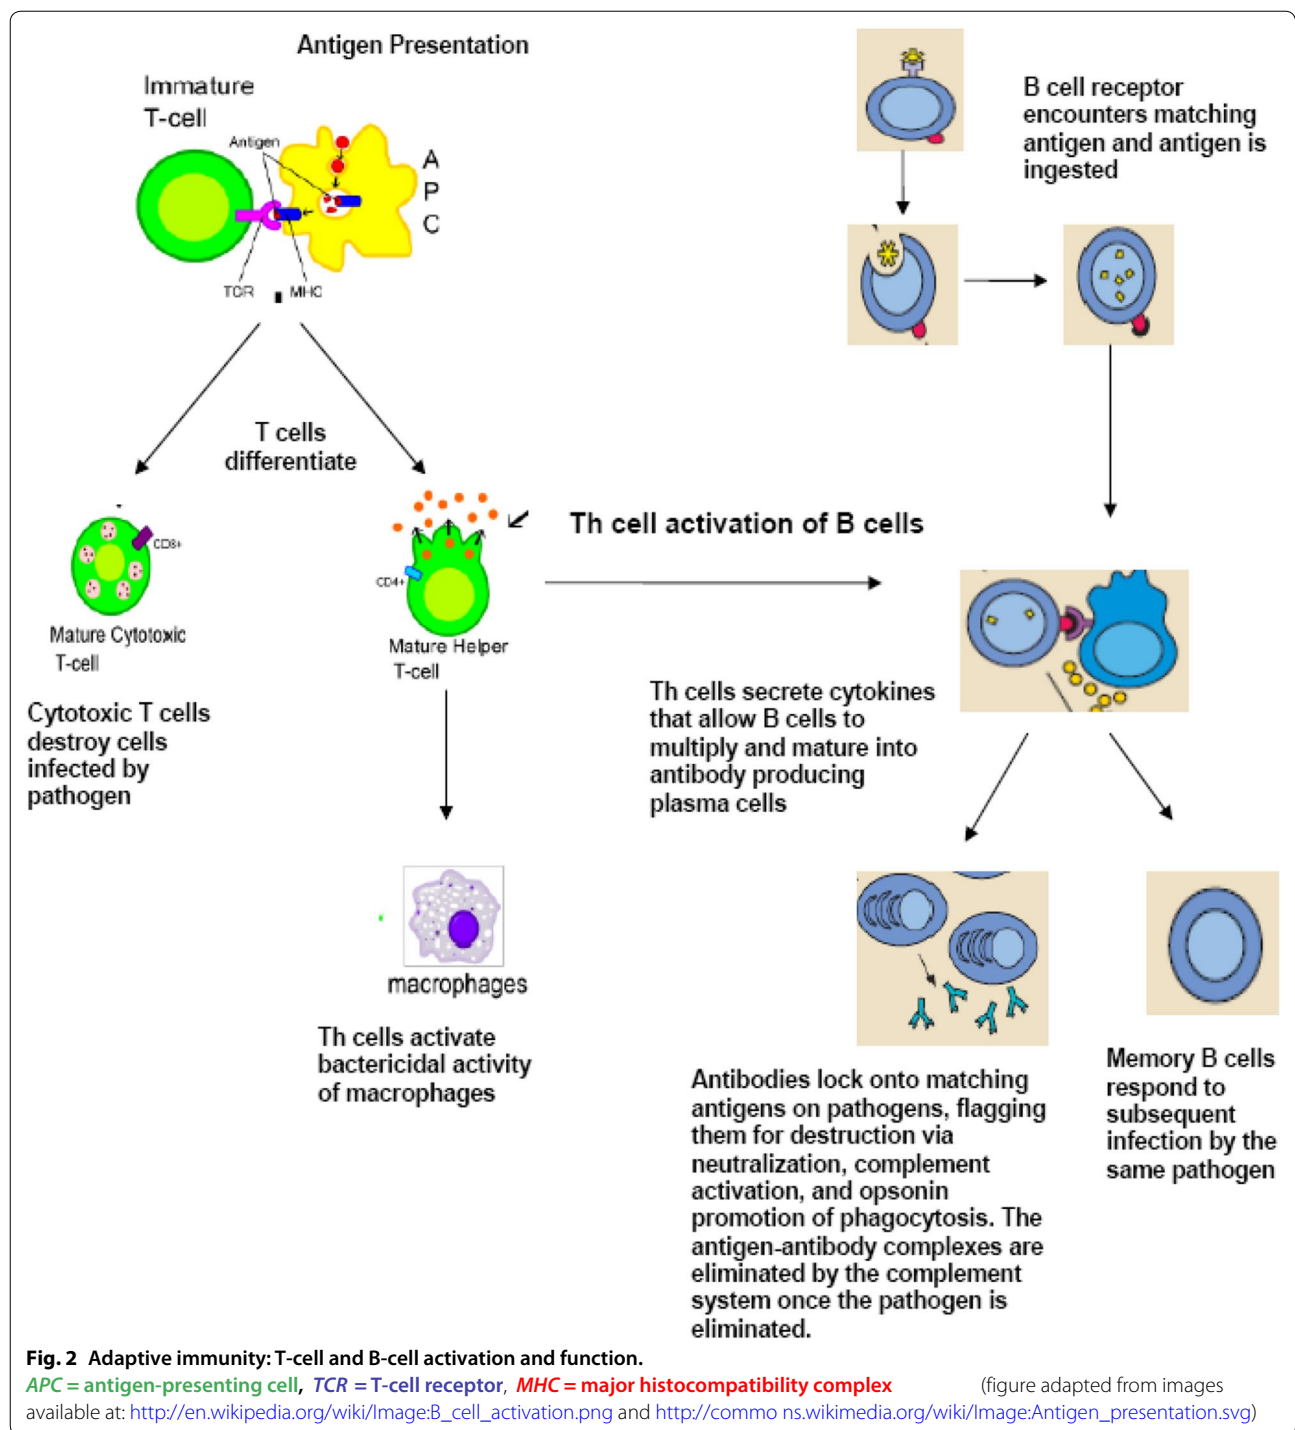 Antigen Presentation
Immature
T-cell
Antigen
A
P
C
TCR
MHC
B cell receptor
encounters matching
antigen and antigen is
ingested
T cells
differentiate
CD8+
Mature Cytotoxic
T-cell
Cytotoxic T cells
destroy cells
infected by
pathogen
CD4+
Mature Helper
T-cell
Th cell activation of B cells
Th cells secrete cytokines
that allow B cells to
multiply and mature into
antibody producing
plasma cells
macrophages
Th cells activate
bactericidal activity
of macrophages
Antibodies lock onto matching
antigens on pathogens, flagging
them for destruction via
neutralization, complement
activation, and opsonin
promotion of phagocytosis. The
antigen-antibody complexes are
eliminated by the complement
system once the pathogen is
eliminated.
Memory B cells
respond to
subsequent
infection by the
same pathogen
Fig. 2 Adaptive immunity: T-cell and B-cell activation and function.
APC = antigen-presenting cell, TCR = T-cell receptor, MHC = major histocompatibility complex (figure adapted from images
available at: http://en.wikipedia.org/wiki/Image:B_cell_activation.png and http://commo ns.wikimedia.org/wiki/Image:Antigen_presentation.svg)